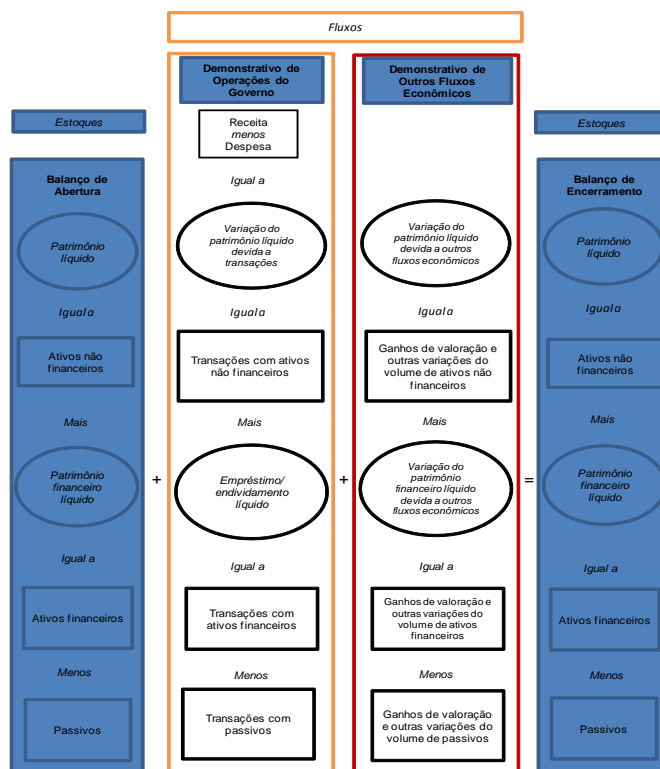 Fluxos
Demonstrativo de
Operações do
Governo
Demonstrativo de
Outros Fluxos
Econômicos
Estoques
Receita
menos
Despesa
Estoques
Balanço de
Abertura
Igual a
Balanço de
Encerramento
Patrimônio
líquido
Variação do
patrimônio líquido
devida a
transações
Variação do
patrimônio líquido
devida a outros
fluxos econômicos
Patrimônio
líquido
Igual a
Igual a
Igual a
Igual a
Ativos não
financeiros
Transações com ativos
não financeiros
Ganhos de valoração e
outras variações do
volume de ativos não
financeiros
Ativos não
financeiros
Mais
Mais
Mais
Mais
Patrimônio
financeiro
líquido
+
Empréstimo/
endividamento
líquido
+
Variação do
patrimônio
financeiro líquido
devida a outros
fluxos econômicos
=
Patrimônio
financeiro
líquido
Igual a
Igual a
Igual a
Igual a
Ativos financeiros
Transações com
ativos financeiros
Ganhos de valoração e
outras variações do
volume de ativos
financeiros
Ativos financeiros
Menos
Menos
Menos
Menos
Passivos
Transações com
passivos
Ganhos de valoração
e outras variações do
volume de passivos
Passivos